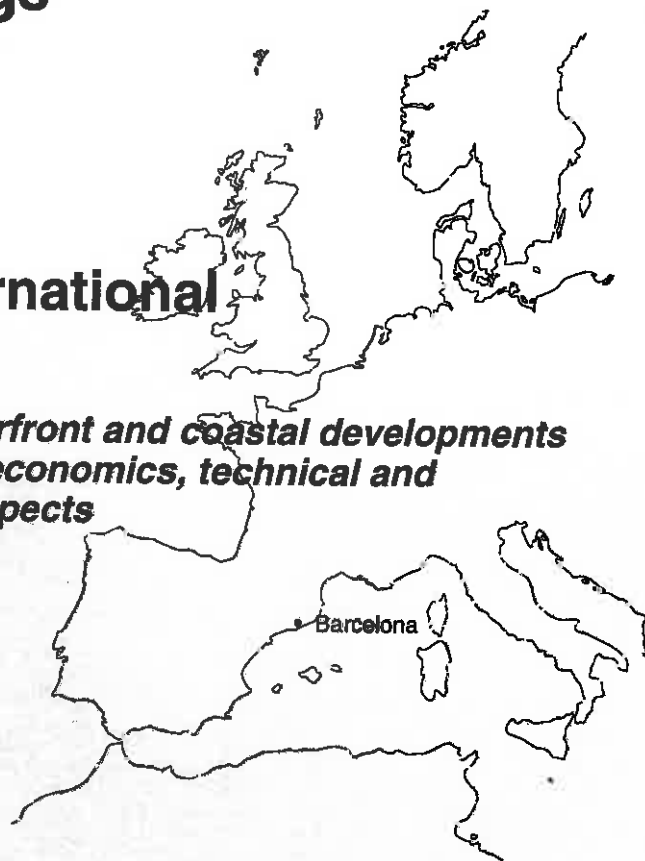 rnational
rfront and coastal developments
economics, technical and
pects
Barcelona